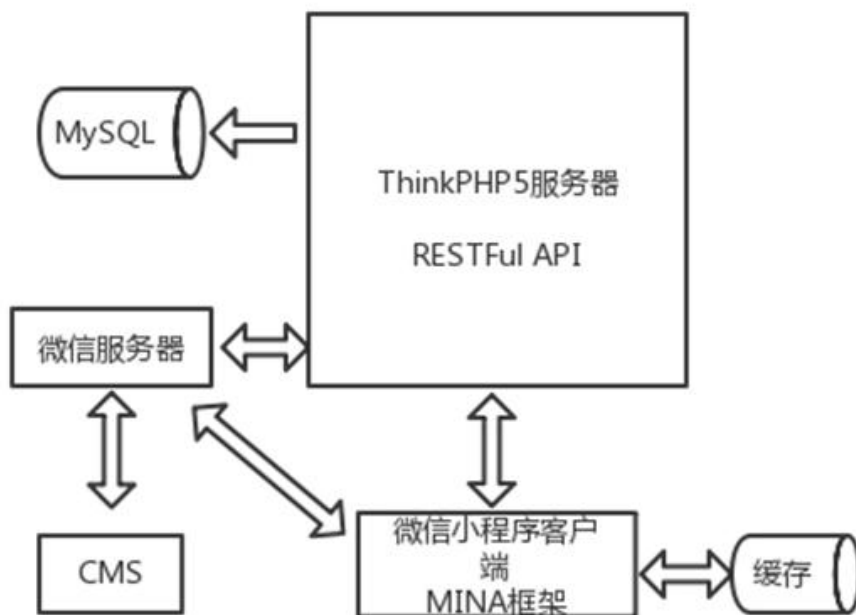 MySQL
ThinkPHP5服务器
RESTFul API
微信服务器
CMS
微信小程序客户
端
MINA框架
缓存